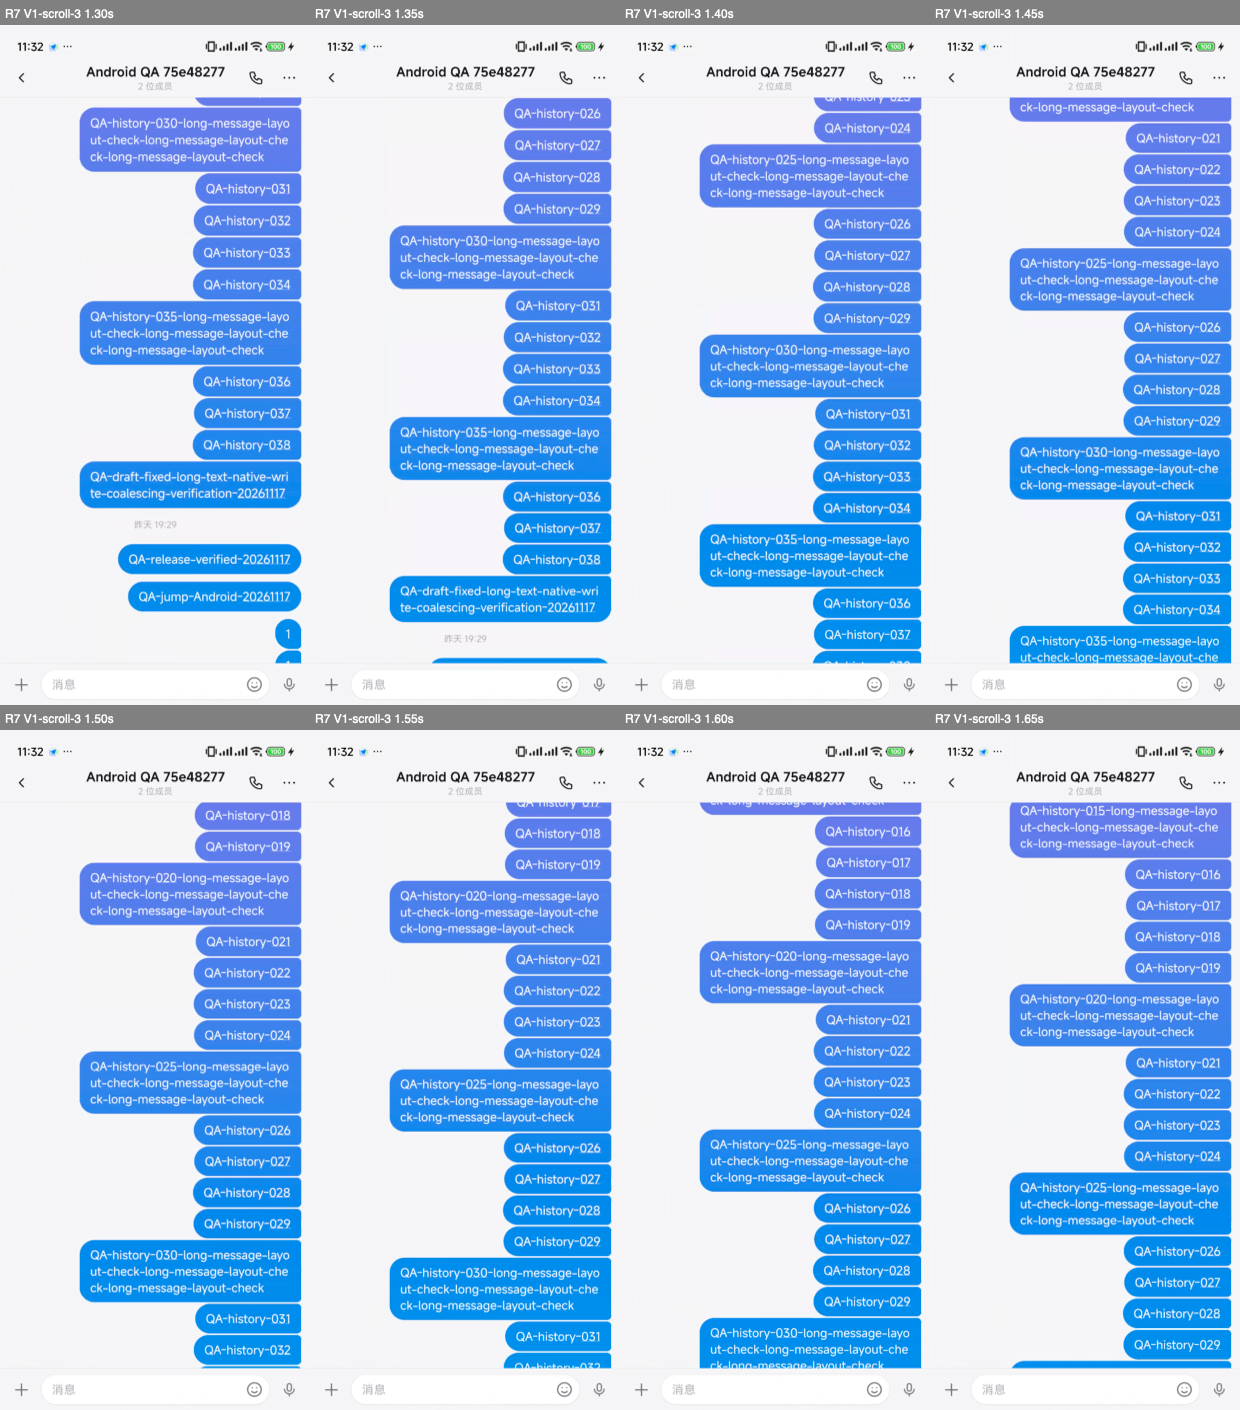 R7 V1-scroll-3 1.30s
11:32 ··· 100
Android QA 75e48277
2 位成员
QA-history-030-long-message-layo
ut-check-long-message-layout-che
ck-long-message-layout-check
QA-history-031
QA-history-032
QA-history-033
QA-history-034
QA-history-035-long-message-layo
ut-check-long-message-layout-che
ck-long-message-layout-check
QA-history-036
QA-history-037
QA-history-038
QA-draft-fixed-long-text-native-wri
te-coalescing-verification-20261117
昨天 19:29
QA-release-verified-20261117
QA-jump-Android-20261117
1
消息
R7 V1-scroll-3 1.35s
11:32 ··· 100
Android QA 75e48277
2 位成员
QA-history-026
QA-history-027
QA-history-028
QA-history-029
QA-history-030-long-message-layo
ut-check-long-message-layout-che
ck-long-message-layout-check
QA-history-031
QA-history-032
QA-history-033
QA-history-034
QA-history-035-long-message-layo
ut-check-long-message-layout-che
ck-long-message-layout-check
QA-history-036
QA-history-037
QA-history-038
QA-draft-fixed-long-text-native-wri
te-coalescing-verification-20261117
昨天 19:29
消息
R7 V1-scroll-3 1.40s
11:32 ··· 100
Android QA 75e48277
2 位成员
QA-history-023
QA-history-024
QA-history-025-long-message-layo
ut-check-long-message-layout-che
ck-long-message-layout-check
QA-history-026
QA-history-027
QA-history-028
QA-history-029
QA-history-030-long-message-layo
ut-check-long-message-layout-che
ck-long-message-layout-check
QA-history-031
QA-history-032
QA-history-033
QA-history-034
QA-history-035-long-message-layo
ut-check-long-message-layout-che
ck-long-message-layout-check
QA-history-036
QA-history-037
消息
R7 V1-scroll-3 1.45s
11:32 ··· 100
Android QA 75e48277
2 位成员
ck-long-message-layout-check
QA-history-021
QA-history-022
QA-history-023
QA-history-024
QA-history-025-long-message-layo
ut-check-long-message-layout-che
ck-long-message-layout-check
QA-history-026
QA-history-027
QA-history-028
QA-history-029
QA-history-030-long-message-layo
ut-check-long-message-layout-che
ck-long-message-layout-check
QA-history-031
QA-history-032
QA-history-033
QA-history-034
QA-history-035-long-message-layo
ut-check-long-message-layout-che
消息
R7 V1-scroll-3 1.50s
11:32 ··· 100
Android QA 75e48277
2 位成员
QA-history-018
QA-history-019
QA-history-020-long-message-layo
ut-check-long-message-layout-che
ck-long-message-layout-check
QA-history-021
QA-history-022
QA-history-023
QA-history-024
QA-history-025-long-message-layo
ut-check-long-message-layout-che
ck-long-message-layout-check
QA-history-026
QA-history-027
QA-history-028
QA-history-029
QA-history-030-long-message-layo
ut-check-long-message-layout-che
ck-long-message-layout-check
QA-history-031
QA-history-032
消息
R7 V1-scroll-3 1.55s
11:32 ··· 100
Android QA 75e48277
2 位成员
QA-history-017
QA-history-018
QA-history-019
QA-history-020-long-message-layo
ut-check-long-message-layout-che
ck-long-message-layout-check
QA-history-021
QA-history-022
QA-history-023
QA-history-024
QA-history-025-long-message-layo
ut-check-long-message-layout-che
ck-long-message-layout-check
QA-history-026
QA-history-027
QA-history-028
QA-history-029
QA-history-030-long-message-layo
ut-check-long-message-layout-che
ck-long-message-layout-check
QA-history-031
QA-history-032
消息
R7 V1-scroll-3 1.60s
11:32 ··· 100
Android QA 75e48277
2 位成员
ck-long-message-layout-check
QA-history-016
QA-history-017
QA-history-018
QA-history-019
QA-history-020-long-message-layo
ut-check-long-message-layout-che
ck-long-message-layout-check
QA-history-021
QA-history-022
QA-history-023
QA-history-024
QA-history-025-long-message-layo
ut-check-long-message-layout-che
ck-long-message-layout-check
QA-history-026
QA-history-027
QA-history-028
QA-history-029
QA-history-030-long-message-layo
ut-check-long-message-layout-che
消息
R7 V1-scroll-3 1.65s
11:32 ··· 100
Android QA 75e48277
2 位成员
QA-history-015-long-message-layo
ut-check-long-message-layout-che
ck-long-message-layout-check
QA-history-016
QA-history-017
QA-history-018
QA-history-019
QA-history-020-long-message-layo
ut-check-long-message-layout-che
ck-long-message-layout-check
QA-history-021
QA-history-022
QA-history-023
QA-history-024
QA-history-025-long-message-layo
ut-check-long-message-layout-che
ck-long-message-layout-check
QA-history-026
QA-history-027
QA-history-028
QA-history-029
消息